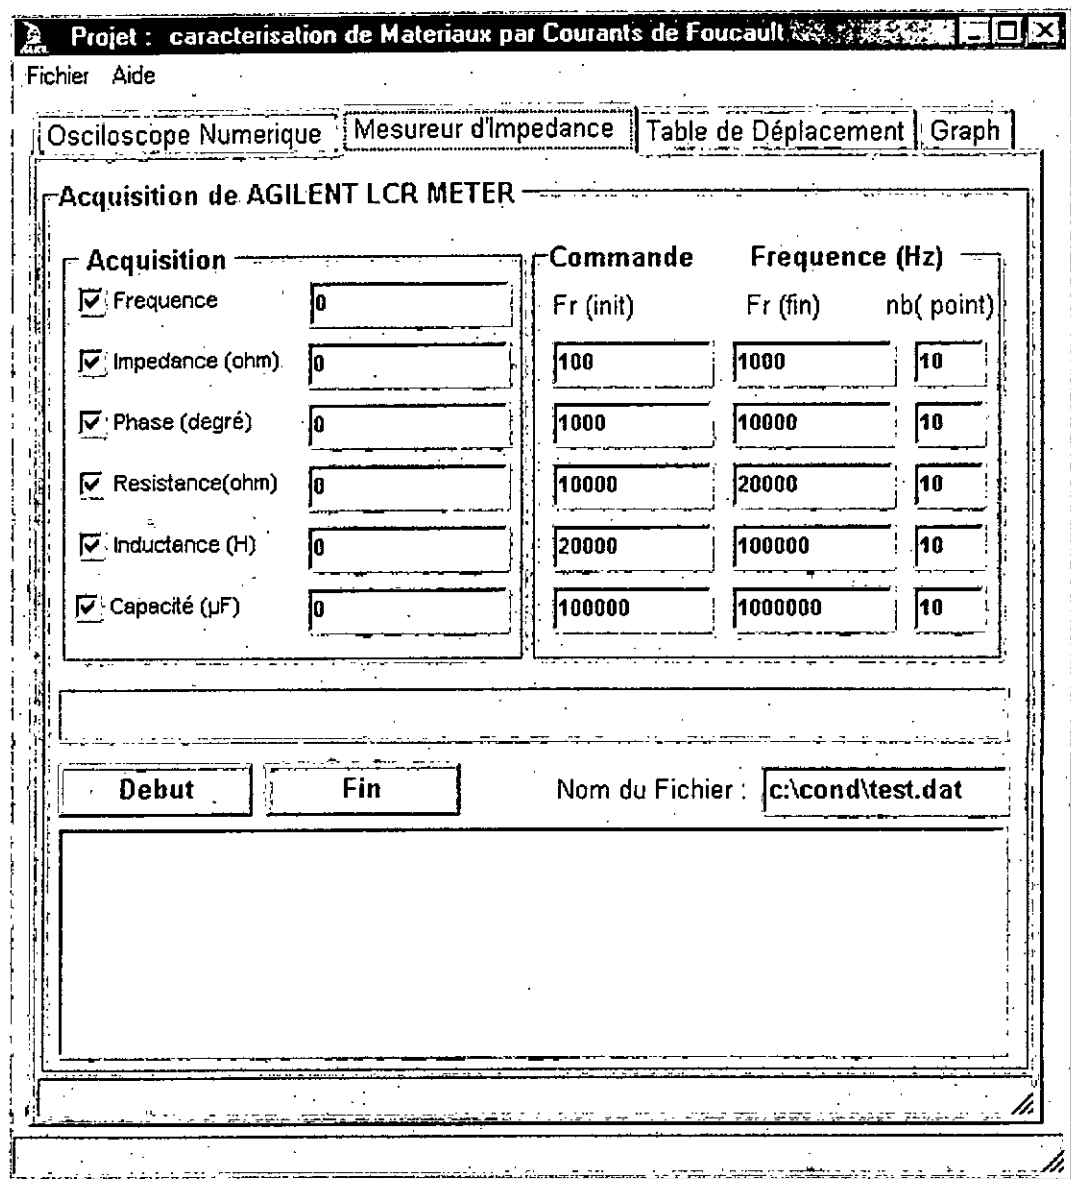 Projet : caracterisation de Materiaux par Courants de Foucault
Fichier Aide
Osciloscope Numerique Mesureur d'Impedance Table de Déplacement Graph
Acquisition de AGILENT LCR METER
Acquisition Commande Frequence (Hz)
Frequence 0 Fr (init) Fr (fin) nb( point)
Impedance (ohm) 0 100 1000 10
Phase (degré) 0 1000 10000 10
Resistance(ohm) 0 10000 20000 10
Inductance (H) 0 20000 100000 10
Capacité (µF) 0 100000 1000000 10
Debut Fin Nom du Fichier : c:\cond\test.dat